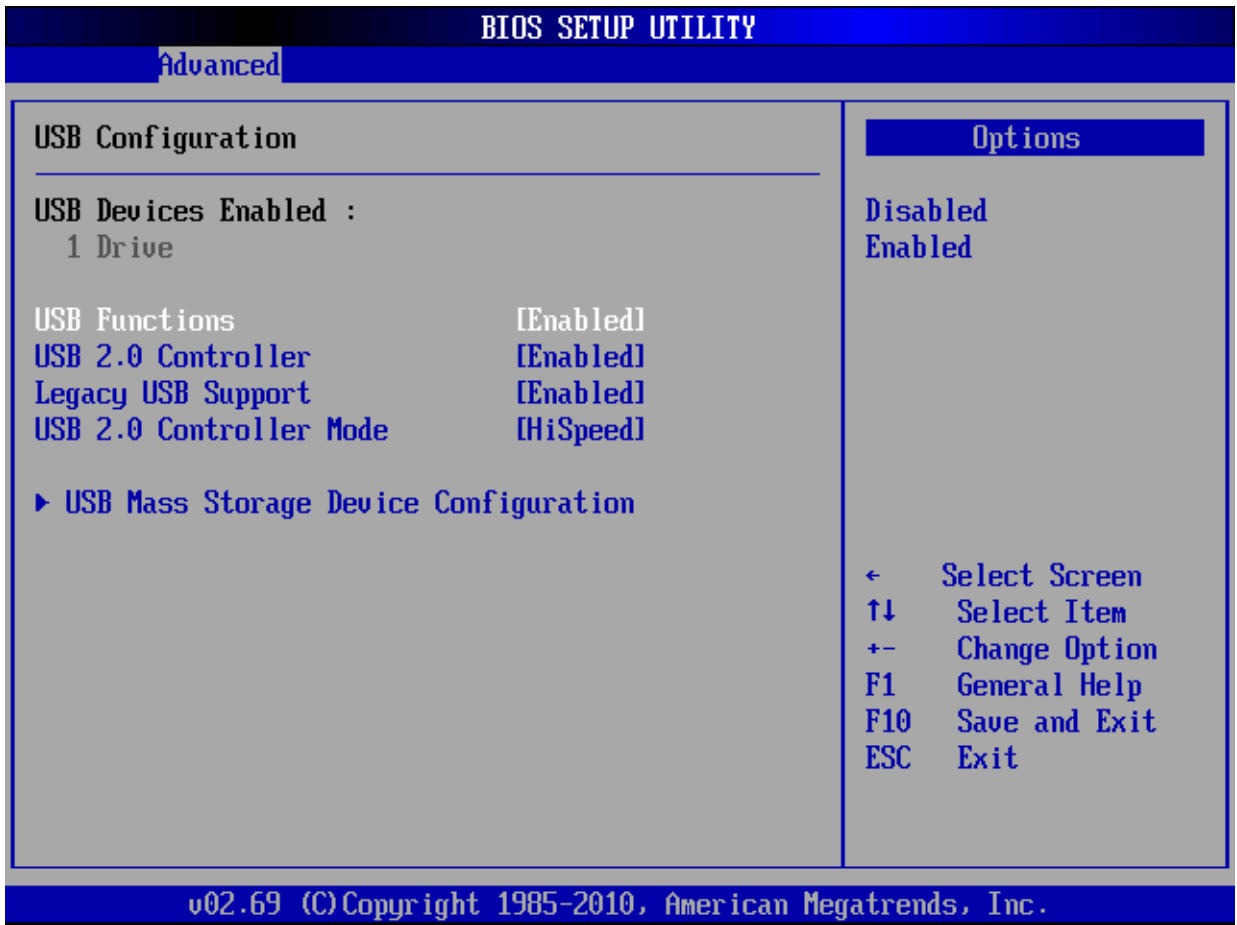 BIOS SETUP UTILITY
Advanced
USB Configuration
USB Devices Enabled :
1 Drive
USB Functions [Enabled]
USB 2.0 Controller [Enabled]
Legacy USB Support [Enabled]
USB 2.0 Controller Mode [HiSpeed]
▶ USB Mass Storage Device Configuration
Options
Disabled
Enabled
← Select Screen
↑↓ Select Item
+- Change Option
F1 General Help
F10 Save and Exit
ESC Exit
v02.69 (C)Copyright 1985-2010, American Megatrends, Inc.